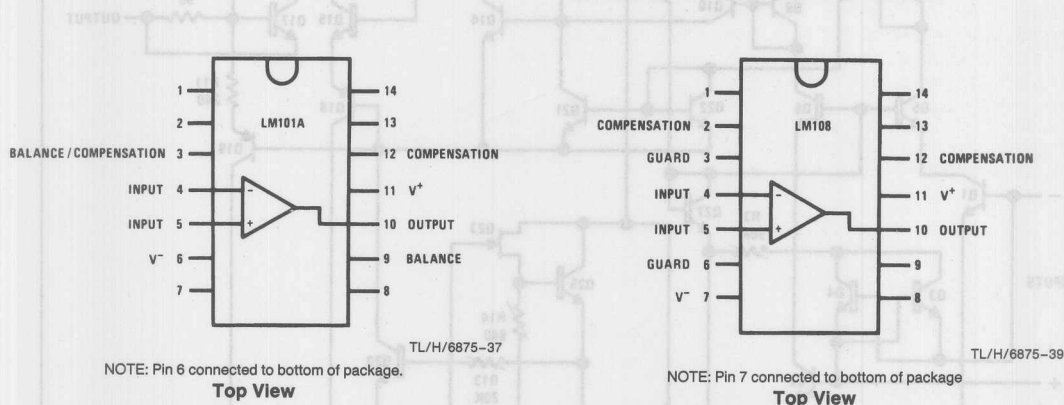 1
14
2
LM101A
13
BALANCE/COMPENSATION 3
12 COMPENSATION
INPUT 4
−
11 V+
INPUT 5
+
10 OUTPUT
V− 6
9 BALANCE
7
8
TL/H/6875–37
NOTE: Pin 6 connected to bottom of package.
Top View
1
14
COMPENSATION 2
LM108
13
GUARD 3
12 COMPENSATION
INPUT 4
−
11 V+
INPUT 5
+
10 OUTPUT
GUARD 6
9
V− 7
8
TL/H/6875–39
NOTE: Pin 7 connected to bottom of package
Top View